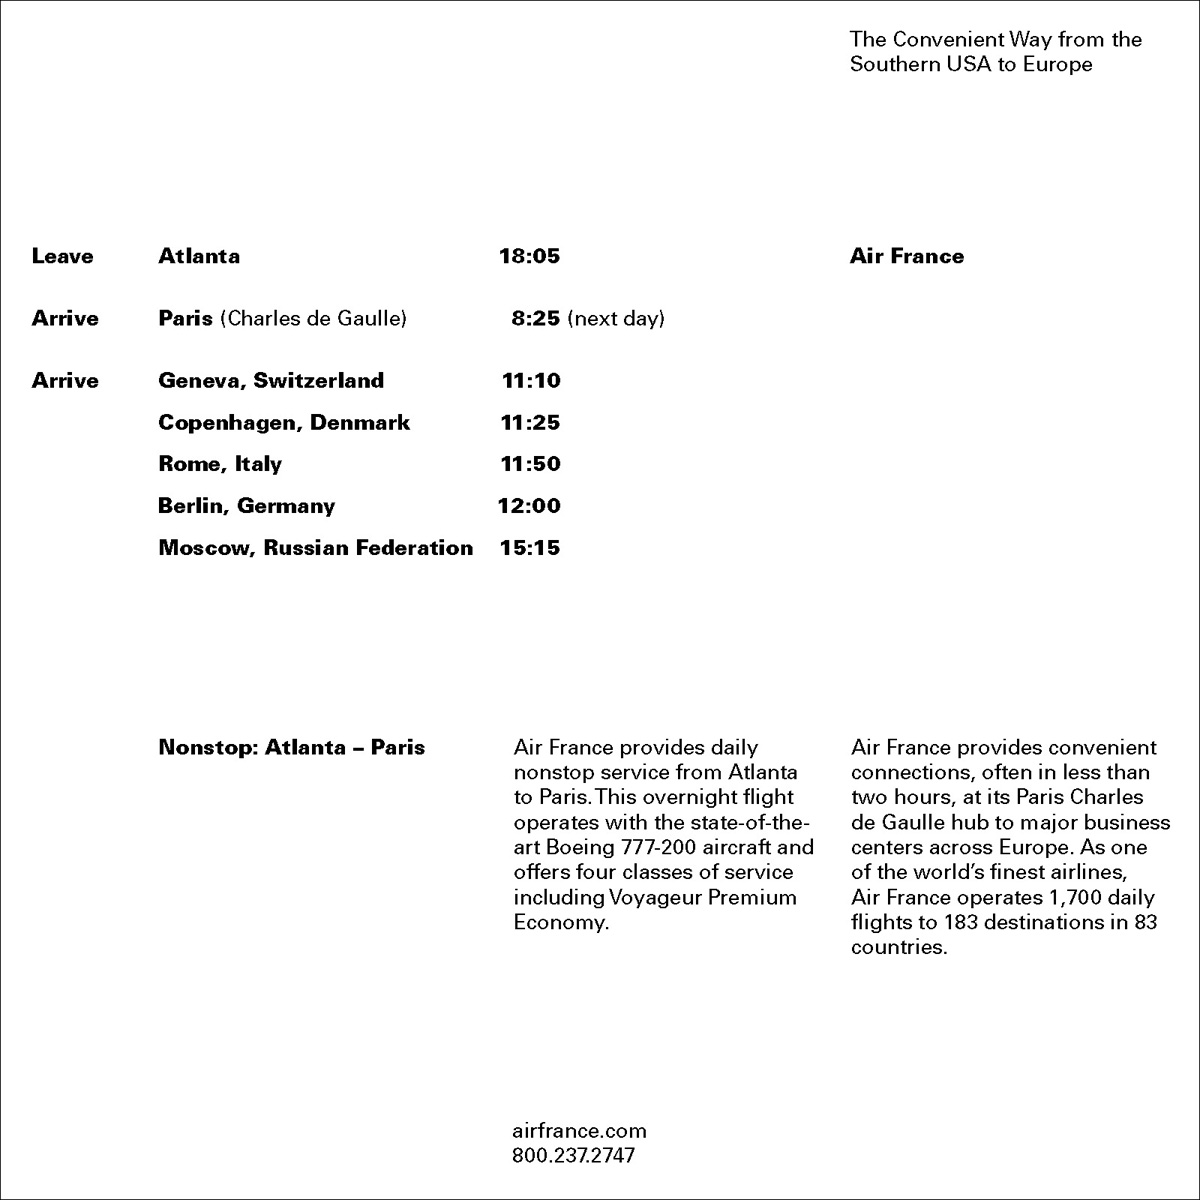 The Convenient Way from the
Southern USA to Europe
Leave Atlanta 18:05 Air France
Arrive Paris (Charles de Gaulle) 8:25 (next day)
Arrive Geneva, Switzerland 11:10
Copenhagen, Denmark 11:25
Rome, Italy 11:50
Berlin, Germany 12:00
Moscow, Russian Federation 15:15
Nonstop: Atlanta – Paris
Air France provides daily
nonstop service from Atlanta
to Paris. This overnight flight
operates with the state-of-the-
art Boeing 777-200 aircraft and
offers four classes of service
including Voyageur Premium
Economy.
Air France provides convenient
connections, often in less than
two hours, at its Paris Charles
de Gaulle hub to major business
centers across Europe. As one
of the world’s finest airlines,
Air France operates 1,700 daily
flights to 183 destinations in 83
countries.
airfrance.com
800.237.2747